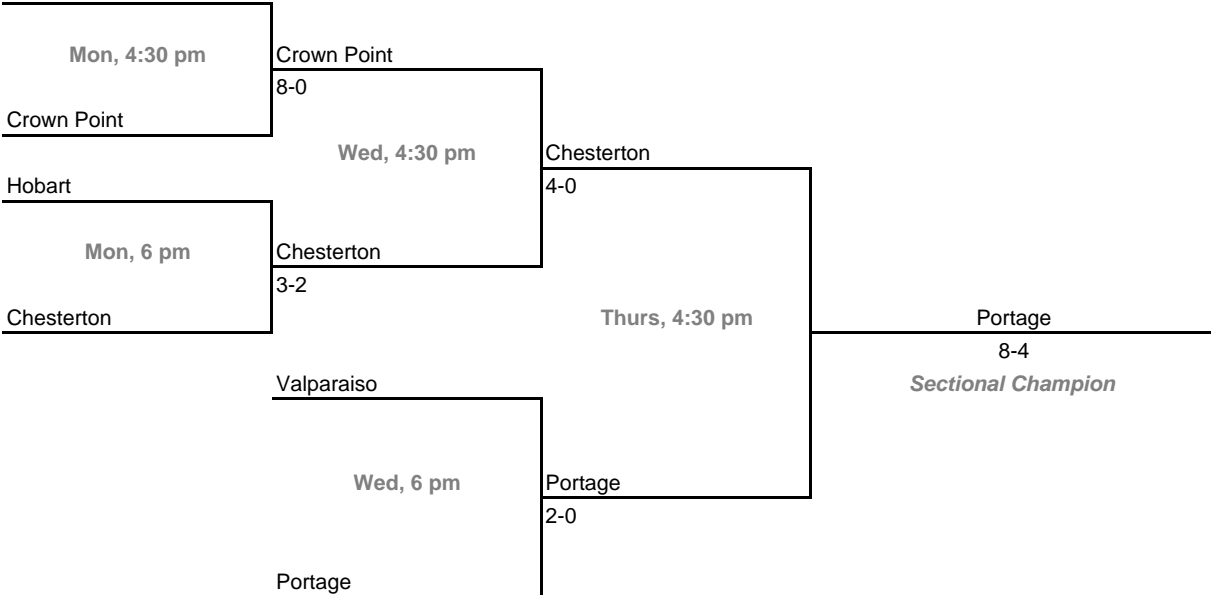 Mon, 4:30 pm
Crown Point
8-0
Crown Point
Wed, 4:30 pm
Chesterton
4-0
Hobart
Mon, 6 pm
Chesterton
3-2
Chesterton
Thurs, 4:30 pm
Portage
8-4
Sectional Champion
Valparaiso
Wed, 6 pm
Portage
2-0
Portage